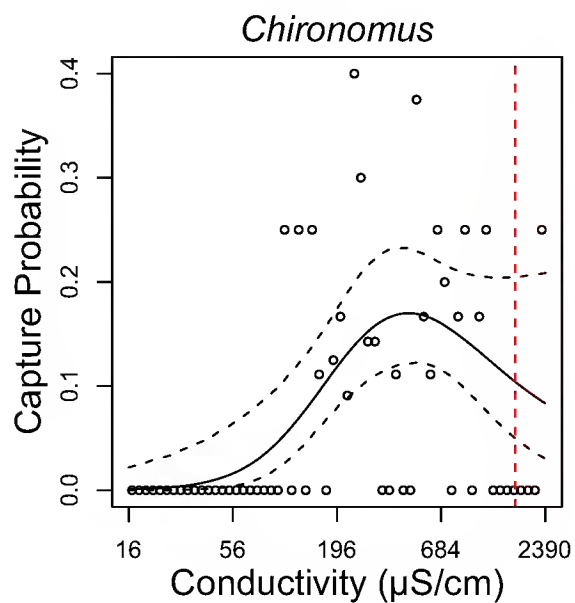 Chironomus
Capture Probability
0.4
0.3
0.2
0.1
0.0
16 56 196 684 2390
Conductivity (µS/cm)